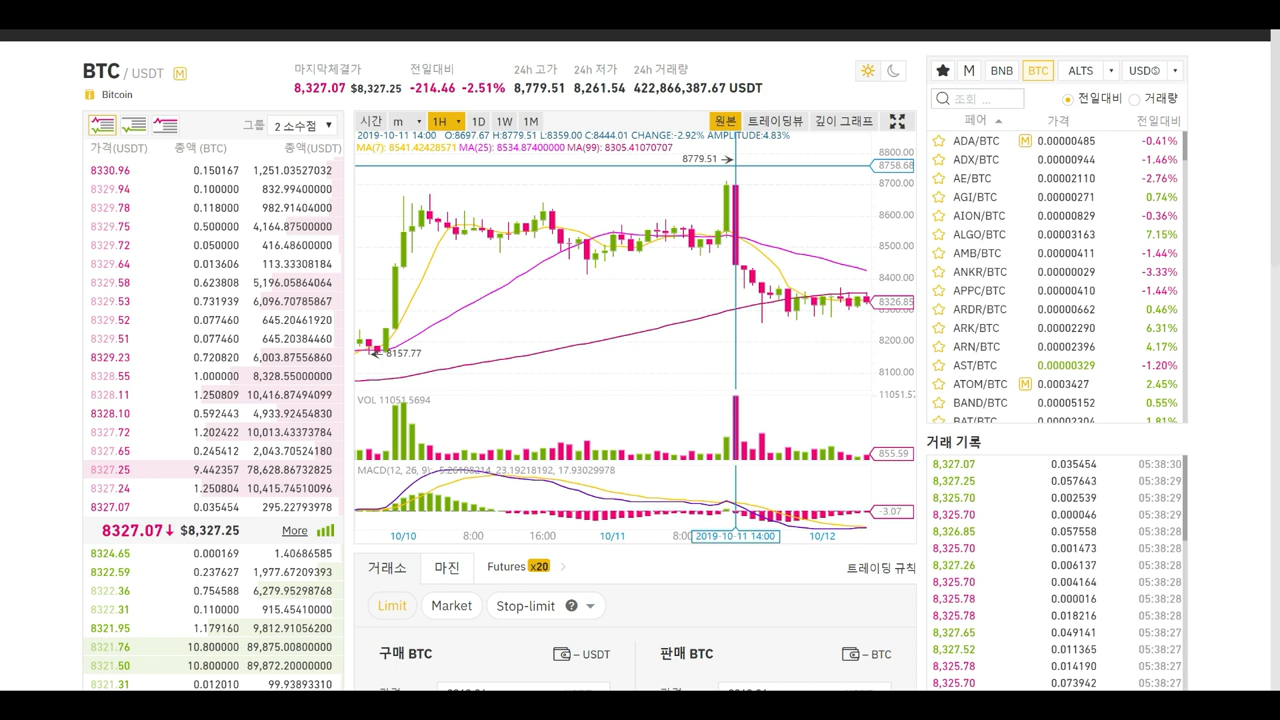 BTC / USDT M
Bitcoin
마지막체결가 전일대비 24h 고가 24h 저가 24h 거래량
8,327.07 $8,327.25 -214.46 -2.51% 8,779.51 8,261.54 422,866,387.67 USDT
그룹 2 소수점
가격(USDT) 총액 (BTC) 총액(USDT)
8330.96 0.150167 1,251.03527032
8329.94 0.100000 832.99400000
8329.78 0.118000 982.91404000
8329.75 0.500000 4,164.87500000
8329.72 0.050000 416.48600000
8329.64 0.013606 113.33308184
8329.58 0.623808 5,196.05864064
8329.53 0.731939 6,096.70785867
8329.52 0.077460 645.20461920
8329.51 0.077460 645.20384460
8329.23 0.720820 6,003.87556860
8328.55 1.000000 8,328.55000000
8328.11 1.250809 10,416.87494099
8328.10 0.592443 4,933.92454830
8327.72 1.202422 10,013.43373784
8327.65 0.245412 2,043.70524180
8327.25 9.442357 78,628.86732825
8327.24 1.250804 10,415.74510096
8327.07 0.035454 295.22793978
8327.07↓ $8,327.25 More
8324.65 0.000169 1.40686585
8322.59 0.237627 1,977.67209393
8322.36 0.754588 6,279.95298768
8322.31 0.110000 915.45410000
8321.95 1.179160 9,812.91056200
8321.76 10.800000 89,875.00800000
8321.50 10.800000 89,872.20000000
8321.31 0.012010 99.93893310
시간 m 1H 1D 1W 1M 원본 트레이팅뷰 깊이 그래프
2019-10-11 14:00 O:8697.67 H:8779.51 L:8359.00 C:8444.01 CHANGE:-2.92% AMPLITUDE:4.83%
MA(7): 8541.42428571 MA(25): 8534.87400000 MA(99): 8305.41070707
8779.51
8157.77
8800.00
8758.68
8700.00
8600.00
8500.00
8400.00
8326.85
8300.00
8200.00
8100.00
VOL 11051.5694
855.59
MACD(12, 26, 9): 23.19218192, 17.93029978
-3.07
10/10 8:00 16:00 10/11 8:00 2019-10-11 14:00 10/12
거래소 마진 Futures x20 트레이딩 규칙
Limit Market Stop-limit ?
구매 BTC – USDT 판매 BTC – BTC
M BNB BTC ALTS USDⓈ
조회 ... 전일대비 거래량
페어 가격 전일대비
ADA/BTC M 0.00000485 -0.41%
ADX/BTC 0.00000944 -1.46%
AE/BTC 0.00002110 -2.76%
AGI/BTC 0.00000271 0.74%
AION/BTC 0.00000829 -0.36%
ALGO/BTC 0.00003163 7.15%
AMB/BTC 0.00000411 -1.44%
ANKR/BTC 0.00000029 -3.33%
APPC/BTC 0.00000410 -1.44%
ARDR/BTC 0.00000662 0.46%
ARK/BTC 0.00002290 6.31%
ARN/BTC 0.00002396 4.17%
AST/BTC 0.00000329 -1.20%
ATOM/BTC M 0.0003427 2.45%
BAND/BTC 0.00005152 0.55%
BAT/BTC 0.00002304 1.81%
거래 기록
8,327.07 0.035454 05:38:30
8,327.25 0.057643 05:38:29
8,325.70 0.002539 05:38:29
8,325.70 0.000046 05:38:29
8,326.85 0.057558 05:38:28
8,325.70 0.001473 05:38:28
8,327.26 0.006137 05:38:28
8,325.70 0.004164 05:38:28
8,325.78 0.000016 05:38:28
8,325.78 0.018216 05:38:28
8,327.65 0.049141 05:38:27
8,327.52 0.011365 05:38:27
8,325.78 0.014190 05:38:27
8,325.70 0.073942 05:38:27